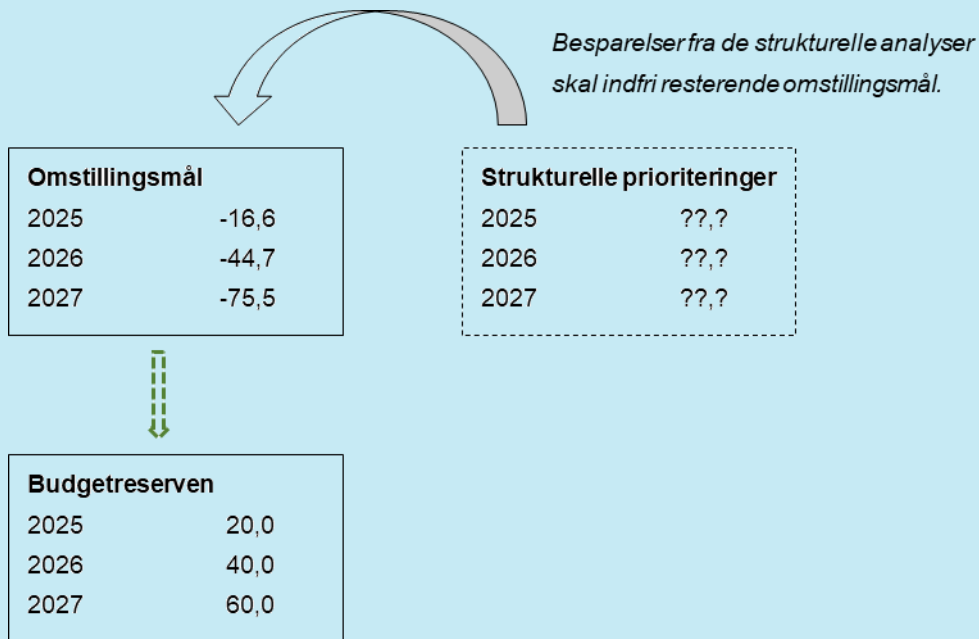 Besparelser fra de strukturelle analyser
skal indfri resterende omstillingsmål.
Omstillingsmål
2025 -16,6
2026 -44,7
2027 -75,5
Strukturelle prioriteringer
2025 ??,?
2026 ??,?
2027 ??,?
Budgetreserven
2025 20,0
2026 40,0
2027 60,0